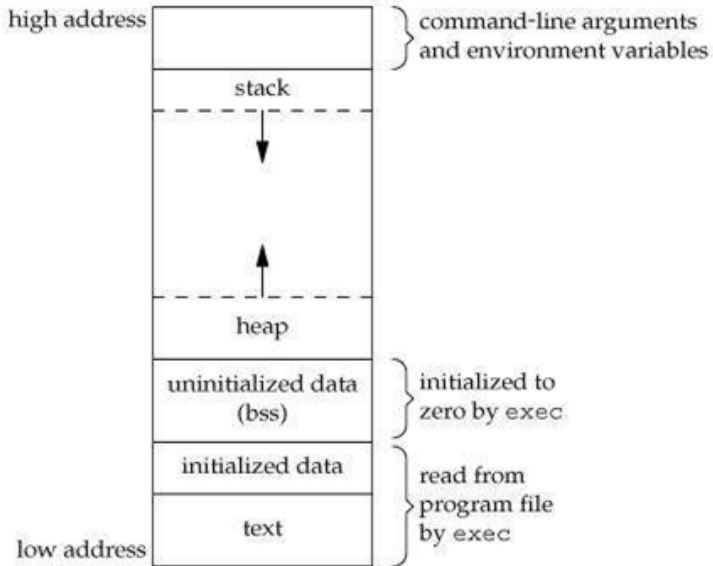 high address
command-line arguments
and environment variables
stack
heap
uninitialized data
(bss)
initialized to
zero by exec
initialized data
read from
program file
by exec
text
low address